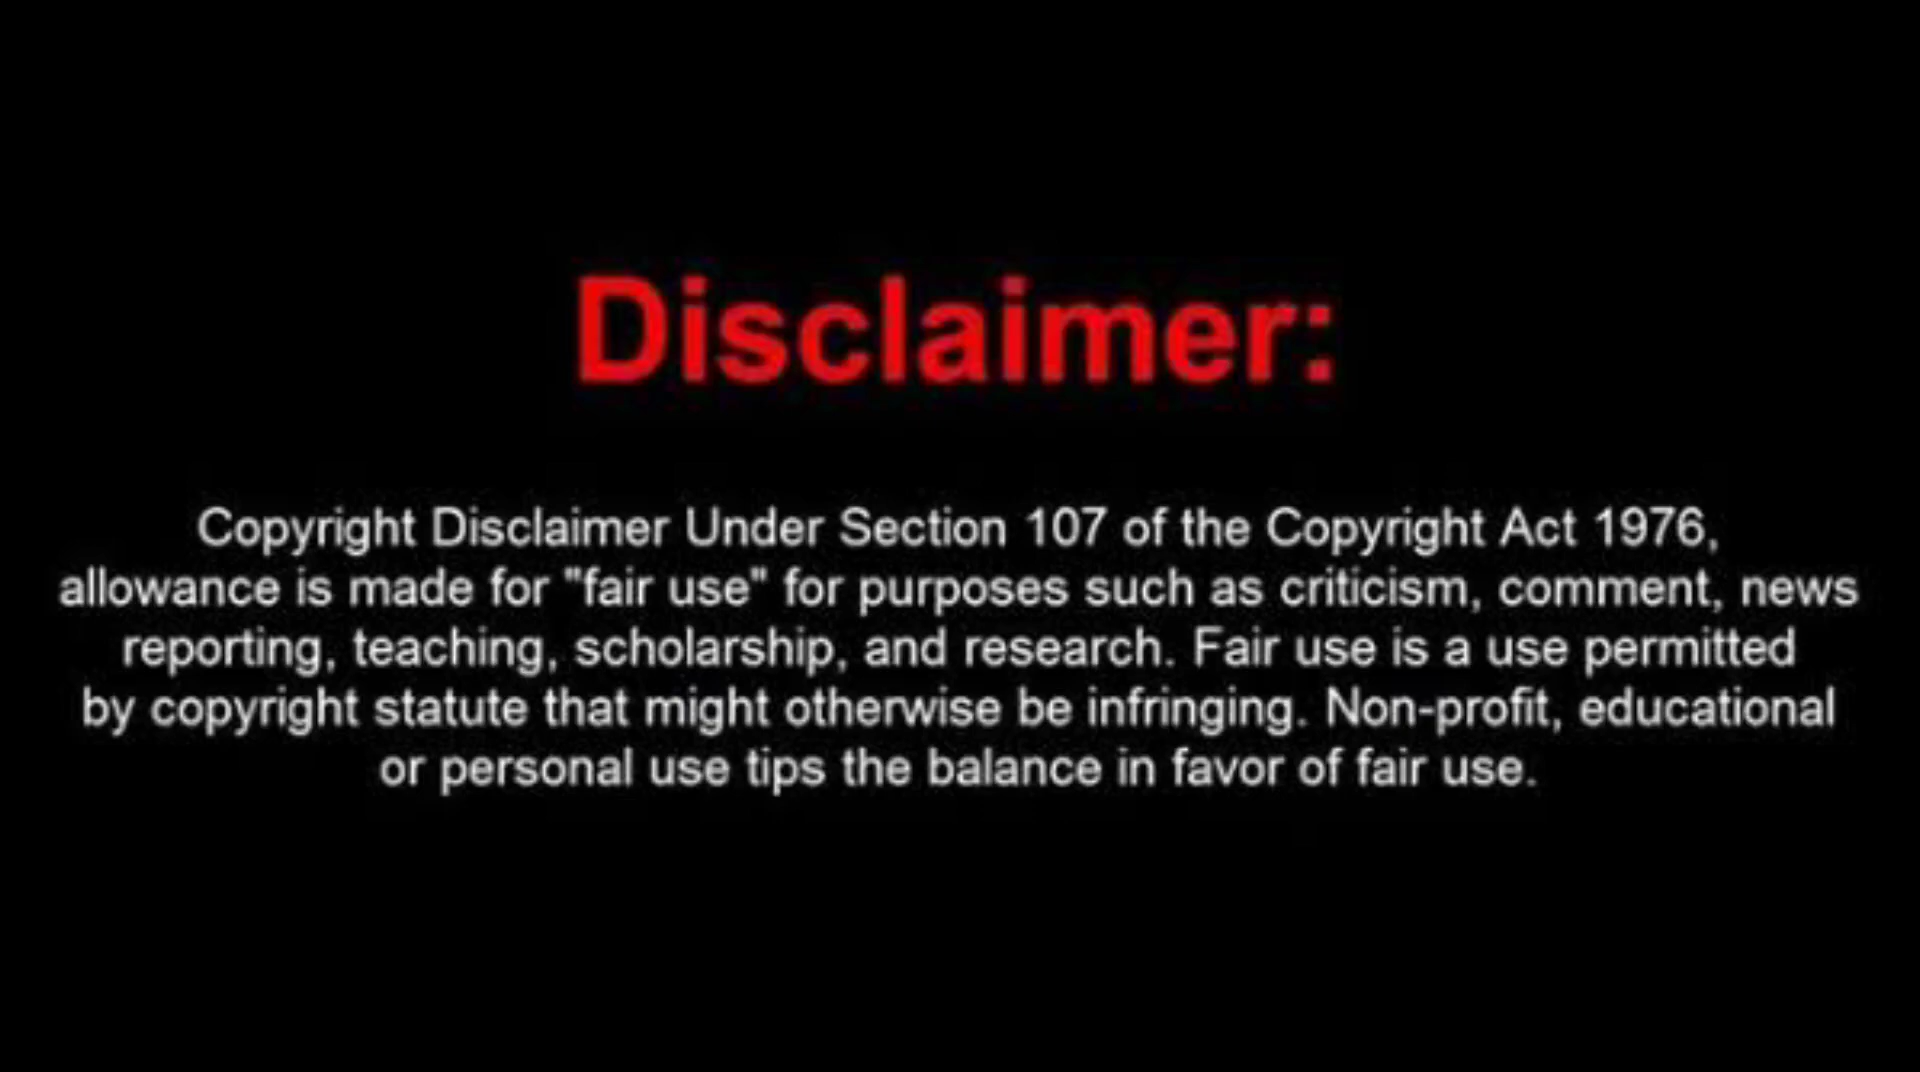 Disclaimer:
Copyright Disclaimer Under Section 107 of the Copyright Act 1976,
allowance is made for "fair use" for purposes such as criticism, comment, news
reporting, teaching, scholarship, and research. Fair use is a use permitted
by copyright statute that might otherwise be infringing. Non-profit, educational
or personal use tips the balance in favor of fair use.